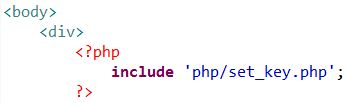 <body>
<div>
<?php
include 'php/set_key.php';
?>